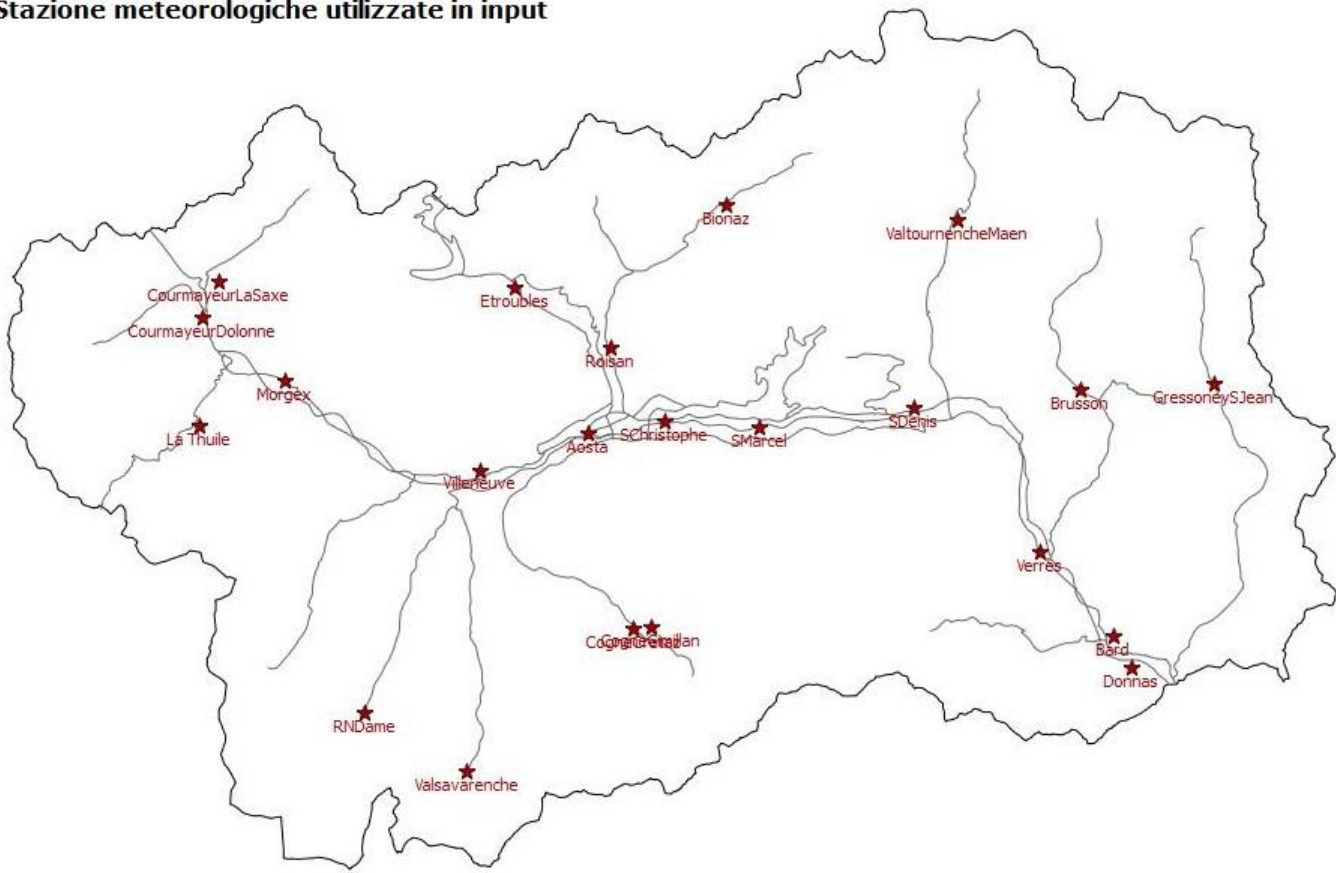 Stazione meteorologiche utilizzate in input
Bionaz
ValtournencheMaen
CourmayeurLaSaxe
Etroubles
CourmayeurDolonne
Roisan
Morgex
Brusson
GressoneySJean
La Thuile
SChristophe
SMarcel
SDenis
Aosta
Villeneuve
Verres
Bard
Donnas
RNDame
Valsavarenche